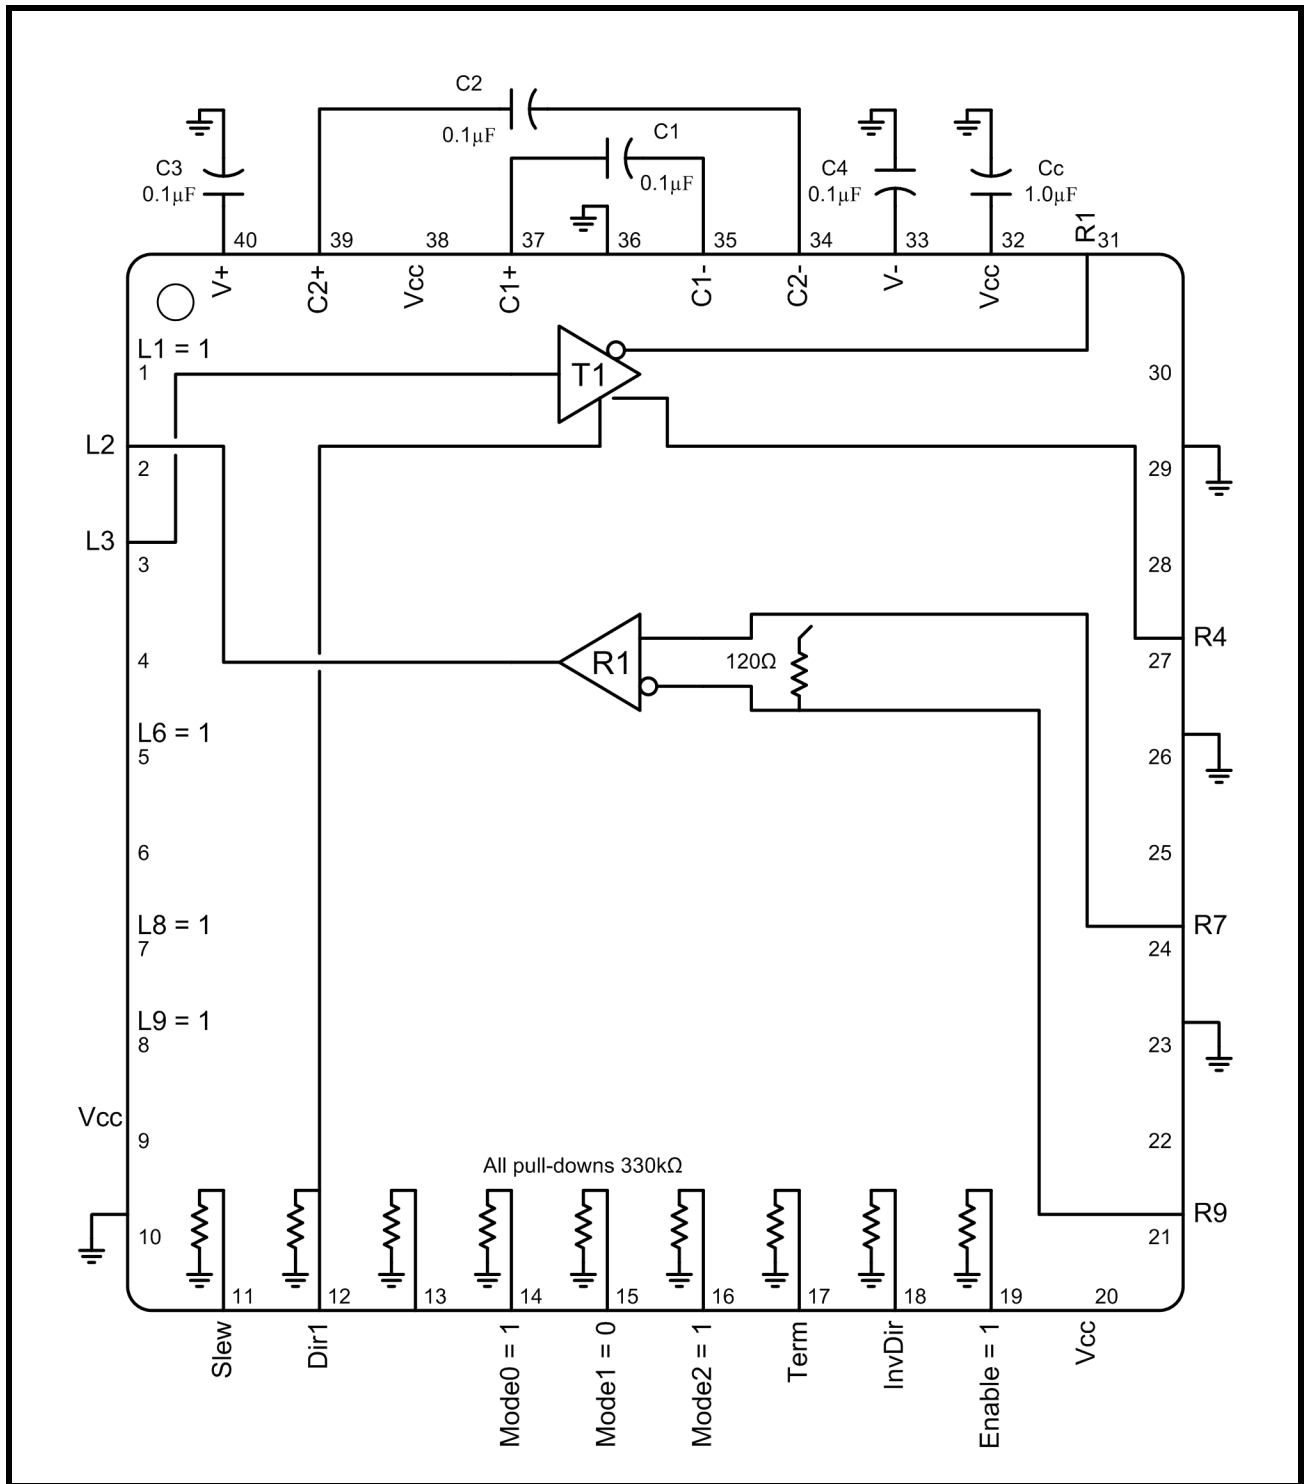 C2
0.1µF
C1
0.1µF
C3
0.1µF
C4
0.1µF
Cc
1.0µF
R1
40
39
38
37
36
35
34
33
32
31
V+
C2+
Vcc
C1+
C1-
C2-
V-
Vcc
L1 = 1
1
T1
30
L2
2
29
L3
3
28
R4
4
R1
120Ω
27
L6 = 1
5
26
6
25
L8 = 1
7
R7
24
L9 = 1
8
23
Vcc
9
22
All pull-downs 330kΩ
10
R9
21
11
12
13
14
15
16
17
18
19
20
Slew
Dir1
Mode0 = 1
Mode1 = 0
Mode2 = 1
Term
InvDir
Enable = 1
Vcc